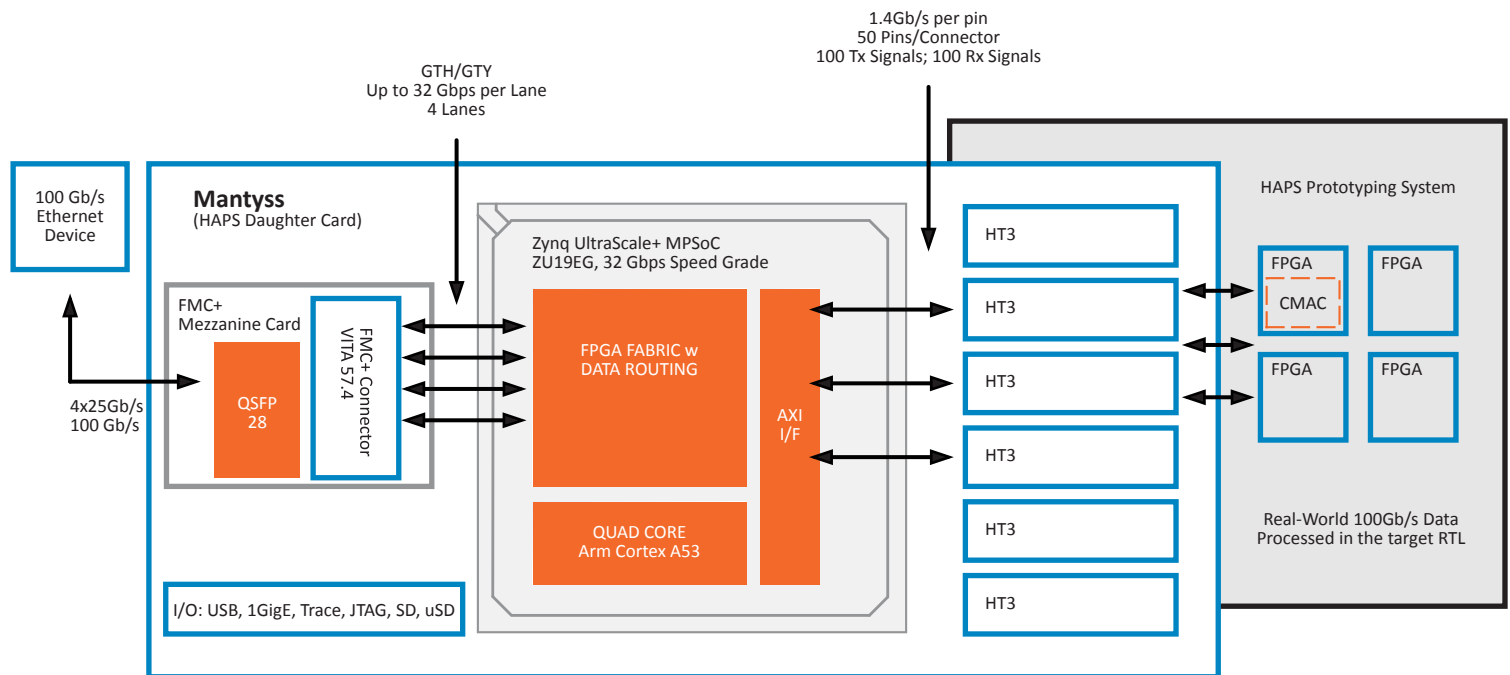 1.4Gb/s per pin
50 Pins/Connector
100 Tx Signals; 100 Rx Signals
GTH/GTY
Up to 32 Gbps per Lane
4 Lanes
100 Gb/s
Ethernet
Device
4x25Gb/s
100 Gb/s
Mantyss
(HAPS Daughter Card)
FMC+
Mezzanine Card
QSFP
28
FMC+ Connector
VITA 57.4
I/O: USB, 1GigE, Trace, JTAG, SD, uSD
Zynq UltraScale+ MPSoC
ZU19EG, 32 Gbps Speed Grade
FPGA FABRIC w
DATA ROUTING
QUAD CORE
Arm Cortex A53
AXI
I/F
HT3
HT3
HT3
HT3
HT3
HT3
HAPS Prototyping System
FPGA
CMAC
FPGA
FPGA
FPGA
Real-World 100Gb/s Data
Processed in the target RTL